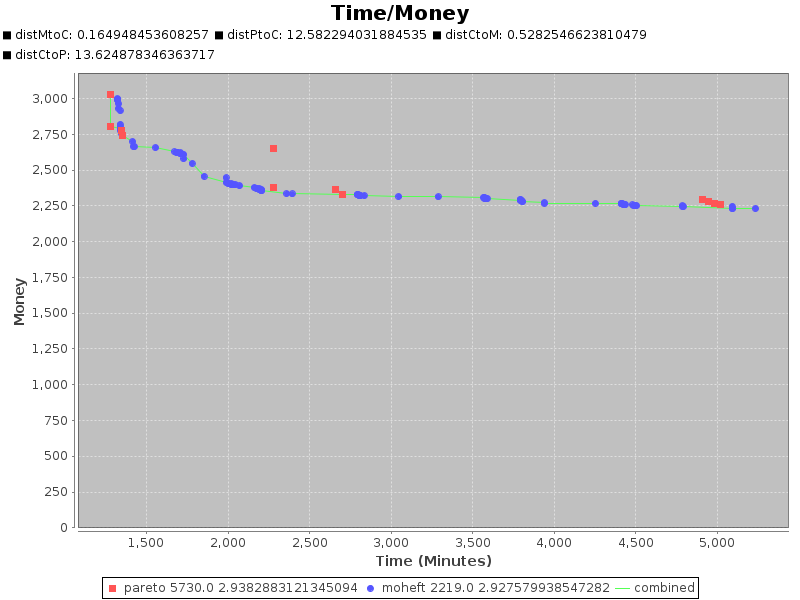 Time/Money
distMtoC: 0.164948453608257 distPtoC: 12.582294031884535 distCtoM: 0.5282546623810479
distCtoP: 13.624878346363717
3,000
2,750
2,500
2,250
2,000
1,750
1,500
1,250
1,000
750
500
250
0
Money
1,500 2,000 2,500 3,000 3,500 4,000 4,500 5,000
Time (Minutes)
pareto 5730.0 2.9382883121345094 moheft 2219.0 2.927579938547282 combined